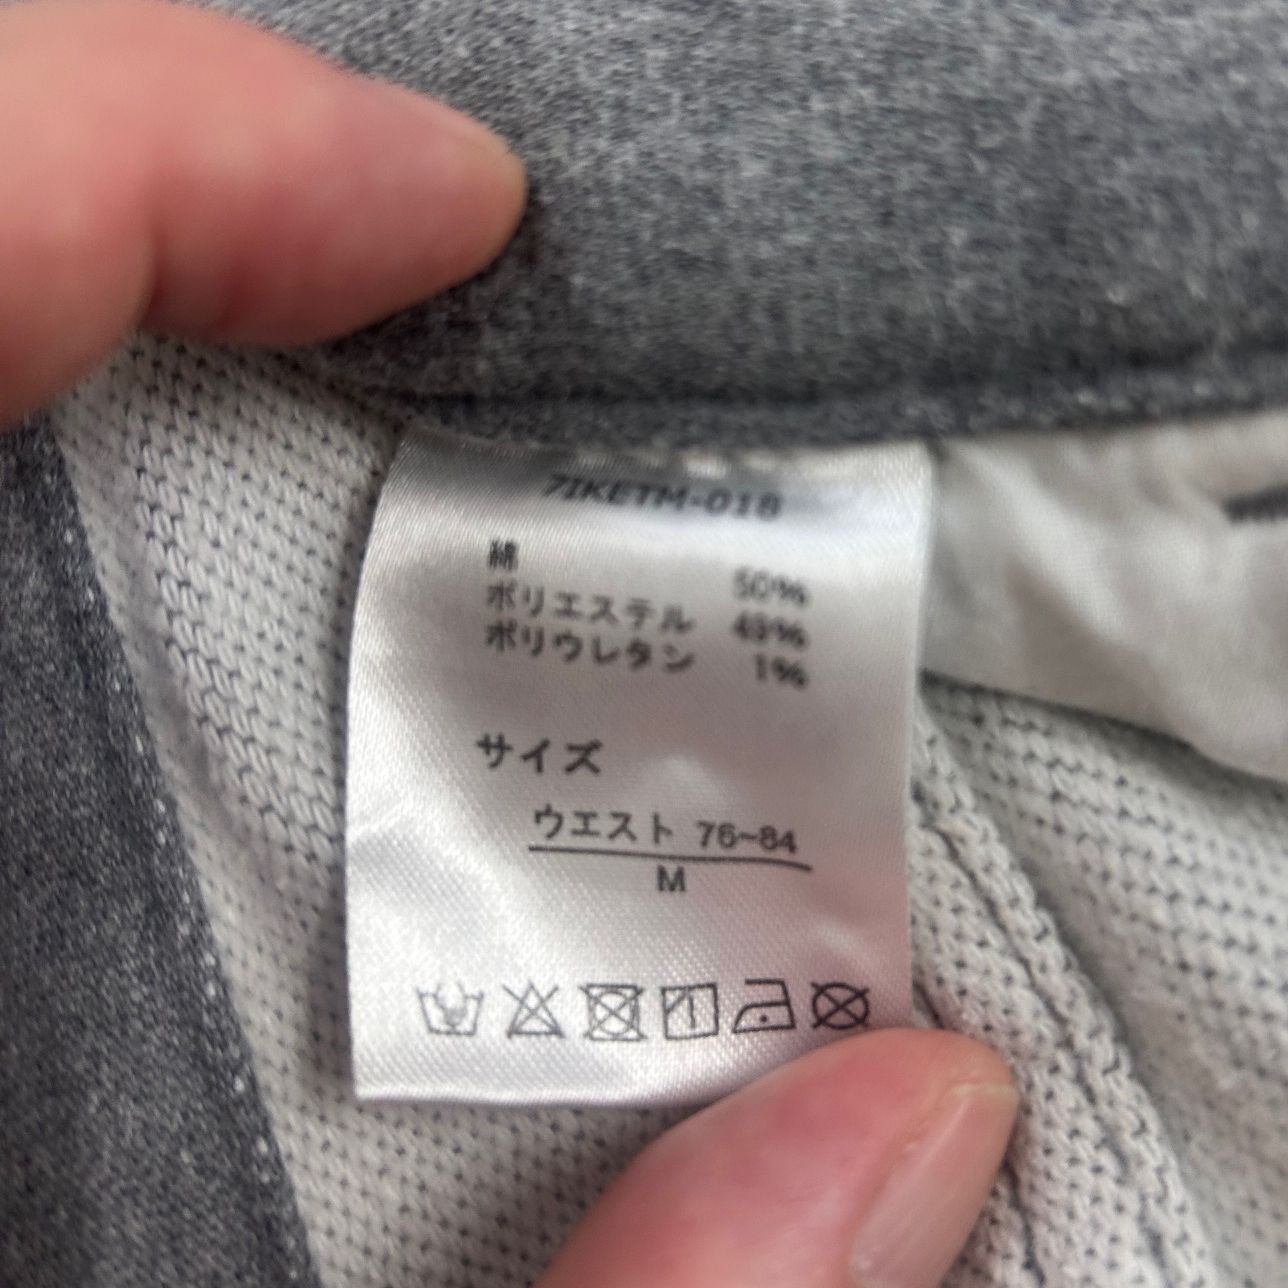 7IKETM-018
綿 50%
ポリエステル 49%
ポリウレタン 1%
サイズ
ウエスト 76~84
M